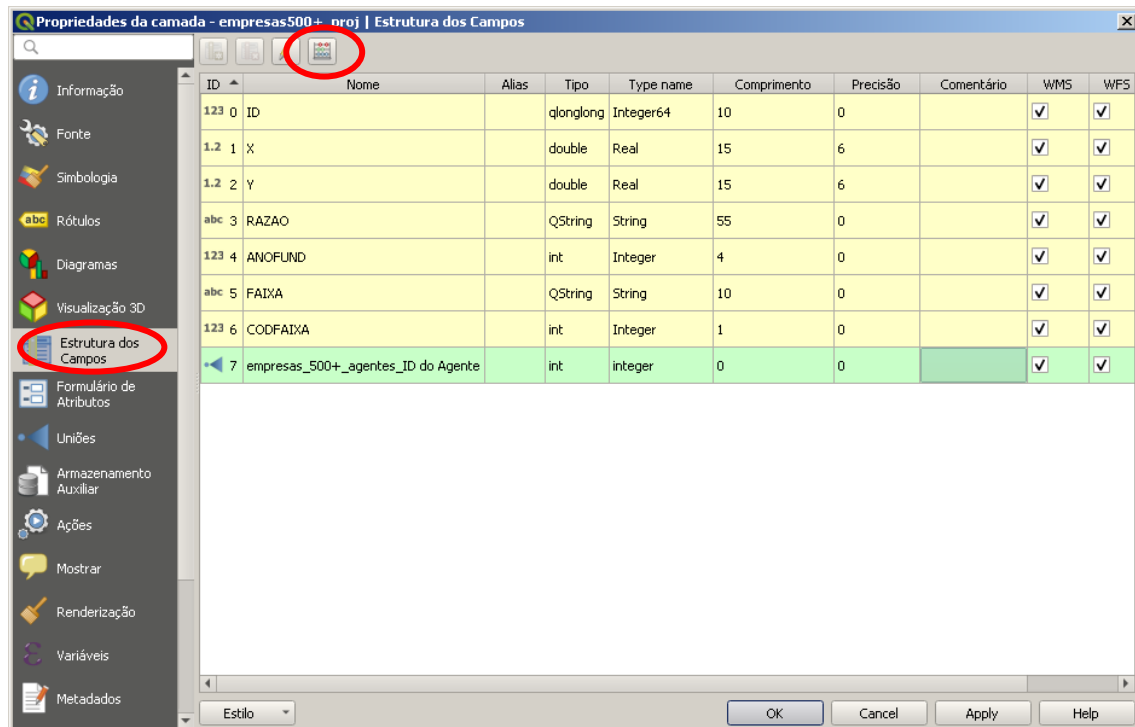 Propriedades da camada - empresas500+_proj | Estrutura dos Campos
Informação
Fonte
Simbologia
abc Rótulos
Diagramas
Visualização 3D
Estrutura dos
Campos
Formulário de
Atributos
Uniões
Armazenamento
Auxiliar
Ações
Mostrar
Renderização
Variáveis
Metadados
ID Nome Alias Tipo Type name Comprimento Precisão Comentário WMS WFS
123 0 ID qlonglong Integer64 10 0
1.2 1 X double Real 15 6
1.2 2 Y double Real 15 6
abc 3 RAZAO QString String 55 0
123 4 ANOFUND int Integer 4 0
abc 5 FAIXA QString String 10 0
123 6 CODFAIXA int Integer 1 0
7 empresas_500+_agentes_ID do Agente int integer 0 0
Estilo OK Cancel Apply Help